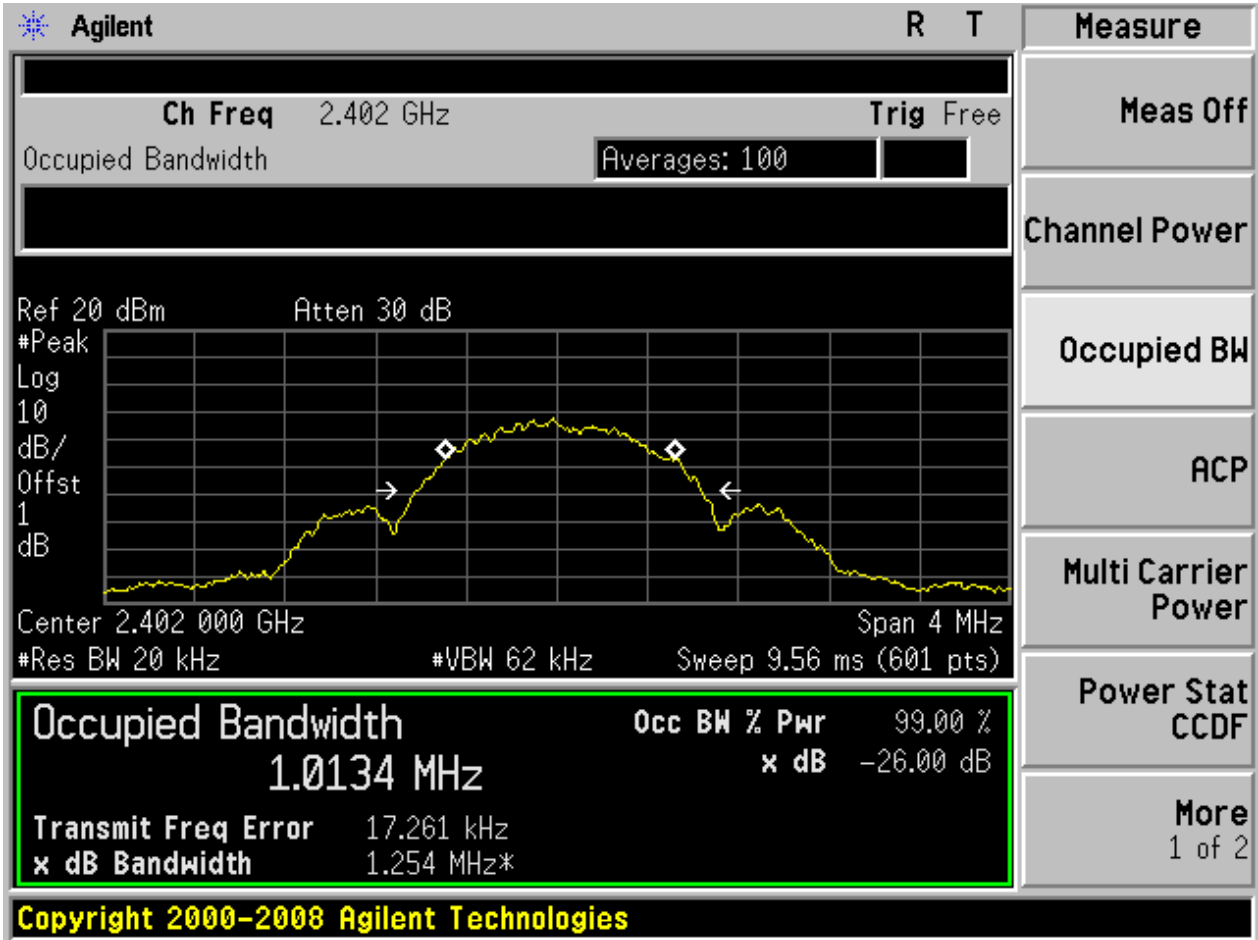 Agilent R T
Ch Freq 2.402 GHz Trig Free
Occupied Bandwidth Averages: 100
Ref 20 dBm Atten 30 dB
#Peak
Log
10
dB/
Offst
1
dB
Center 2.402 000 GHz Span 4 MHz
#Res BW 20 kHz #VBW 62 kHz Sweep 9.56 ms (601 pts)
Occupied Bandwidth Occ BW % Pwr 99.00 %
1.0134 MHz x dB -26.00 dB
Transmit Freq Error 17.261 kHz
x dB Bandwidth 1.254 MHz*
Copyright 2000-2008 Agilent Technologies
Measure
Meas Off
Channel Power
Occupied BW
ACP
Multi Carrier
Power
Power Stat
CCDF
More
1 of 2